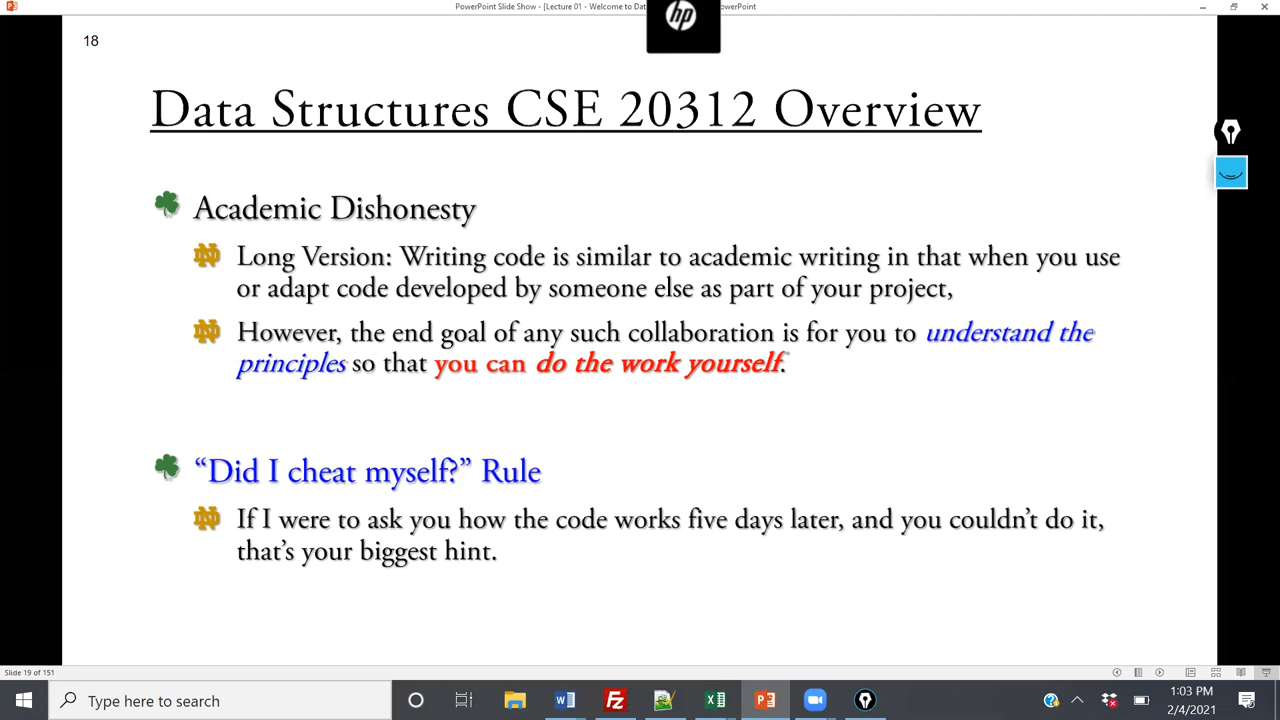 PowerPoint Slide Show - [Lecture 01 - Welcome to Dat
owerPoint
hp
18
Data Structures CSE 20312 Overview
Academic Dishonesty
Long Version: Writing code is similar to academic writing in that when you use
or adapt code developed by someone else as part of your project,
However, the end goal of any such collaboration is for you to understand the
principles so that you can do the work yourself.
“Did I cheat myself?” Rule
If I were to ask you how the code works five days later, and you couldn’t do it,
that’s your biggest hint.
Slide 19 of 151
Type here to search
1:03 PM
2/4/2021